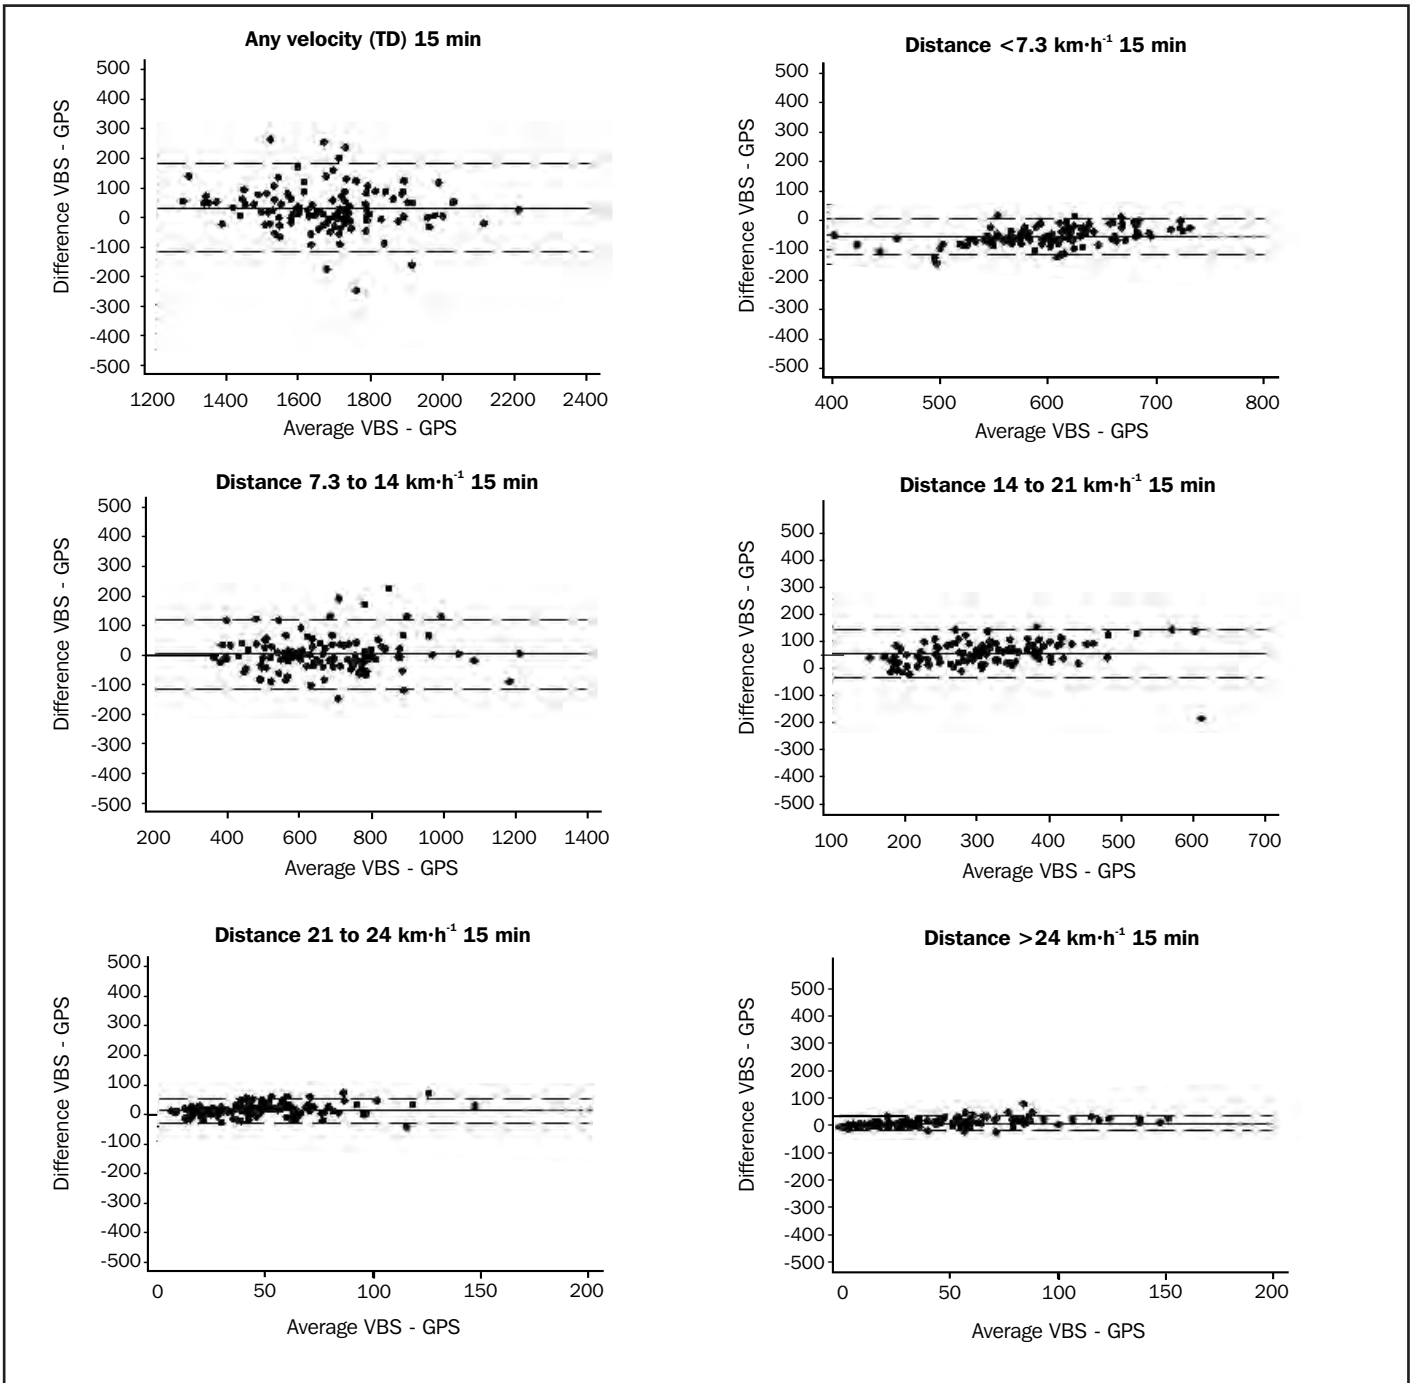 Any velocity (TD) 15 min
Difference VBS - GPS
500
400
300
200
100
0
-100
-200
-300
-400
-500
1200 1400 1600 1800 2000 2200 2400
Average VBS - GPS
Distance <7.3 km·h⁻¹ 15 min
Difference VBS - GPS
500
400
300
200
100
0
-100
-200
-300
-400
-500
400 500 600 700 800
Average VBS - GPS
Distance 7.3 to 14 km·h⁻¹ 15 min
Difference VBS - GPS
500
400
300
200
100
0
-100
-200
-300
-400
-500
200 400 600 800 1000 1200 1400
Average VBS - GPS
Distance 14 to 21 km·h⁻¹ 15 min
Difference VBS - GPS
500
400
300
200
100
0
-100
-200
-300
-400
-500
100 200 300 400 500 600 700
Average VBS - GPS
Distance 21 to 24 km·h⁻¹ 15 min
Difference VBS - GPS
500
400
300
200
100
0
-100
-200
-300
-400
-500
0 50 100 150 200
Average VBS - GPS
Distance >24 km·h⁻¹ 15 min
Difference VBS - GPS
500
400
300
200
100
0
-100
-200
-300
-400
-500
0 50 100 150 200
Average VBS - GPS